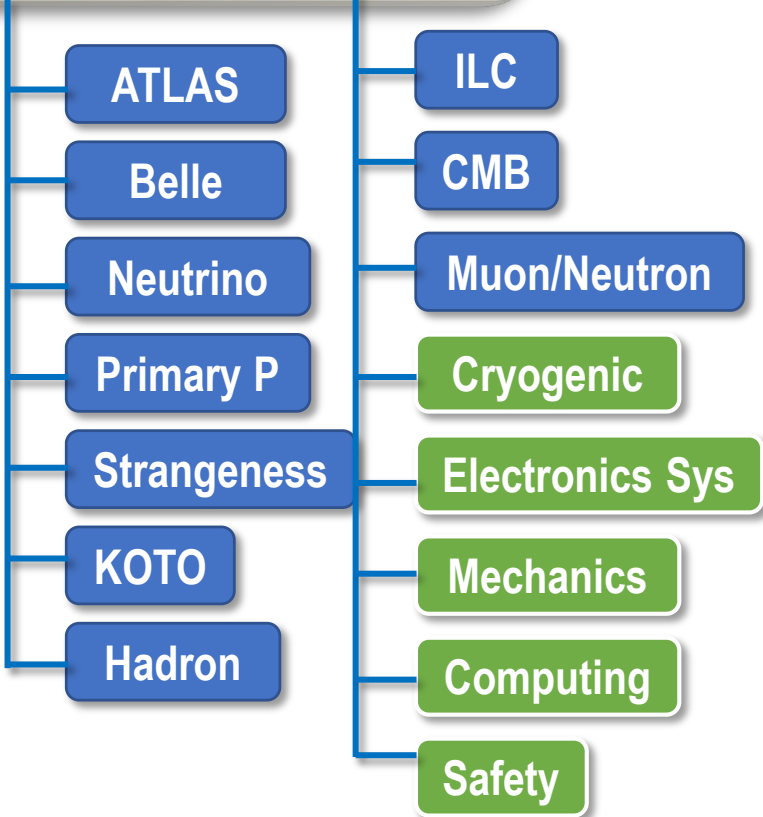 ATLAS
Belle
Neutrino
Primary P
Strangeness
KOTO
Hadron
ILC
CMB
Muon/Neutron
Cryogenic
Electronics Sys
Mechanics
Computing
Safety